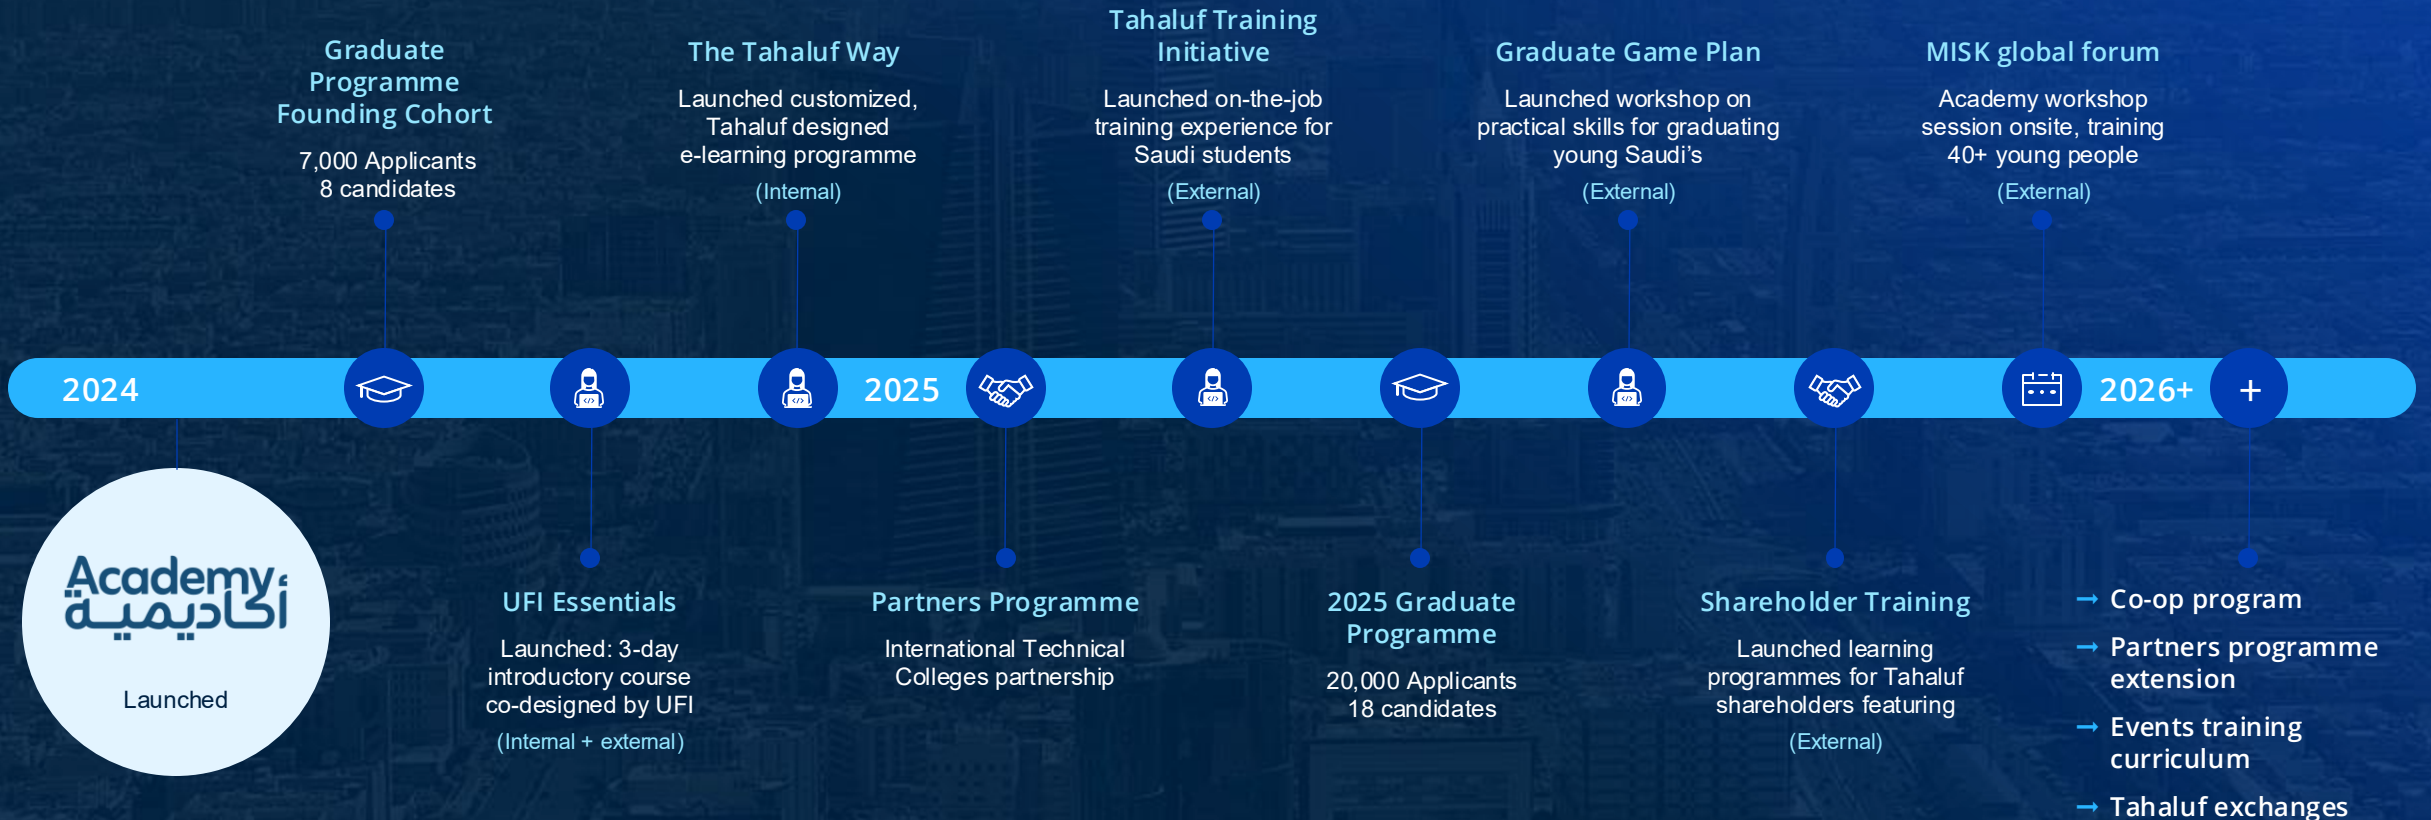 Graduate
Programme
Founding Cohort
7,000 Applicants
8 candidates
The Tahaluf Way
Launched customized,
Tahaluf designed
e-learning programme
(Internal)
Tahaluf Training
Initiative
Launched on-the-job
training experience for
Saudi students
(External)
Graduate Game Plan
Launched workshop on
practical skills for graduating
young Saudi’s
(External)
MISK global forum
Academy workshop
session onsite, training
40+ young people
(External)
2024
2025
2026+
+
Academy
أكاديمية
Launched
UFI Essentials
Launched: 3-day
introductory course
co-designed by UFI
(Internal + external)
Partners Programme
International Technical
Colleges partnership
2025 Graduate
Programme
20,000 Applicants
18 candidates
Shareholder Training
Launched learning
programmes for Tahaluf
shareholders featuring
(External)
→ Co-op program
→ Partners programme
extension
→ Events training
curriculum
→ Tahaluf exchanges